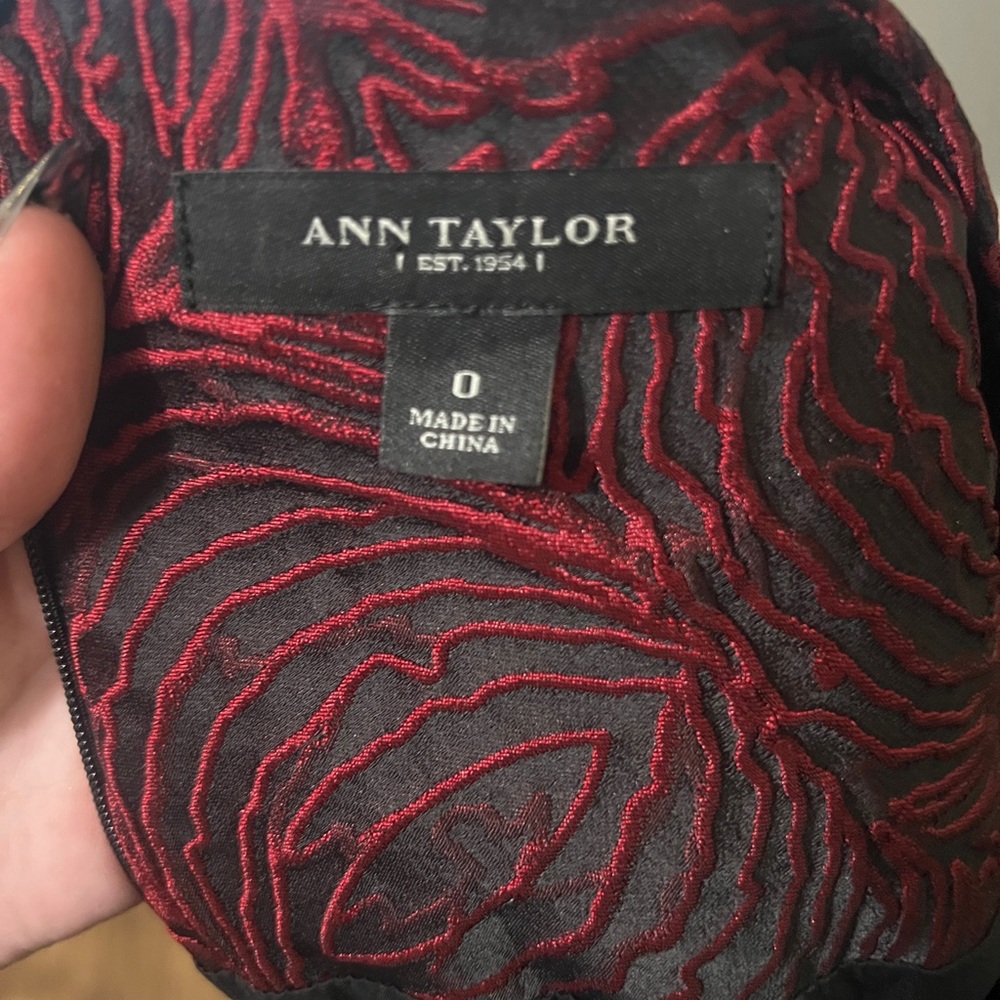 ANN TAYLOR
| EST. 1954 |
0
MADE IN
CHINA